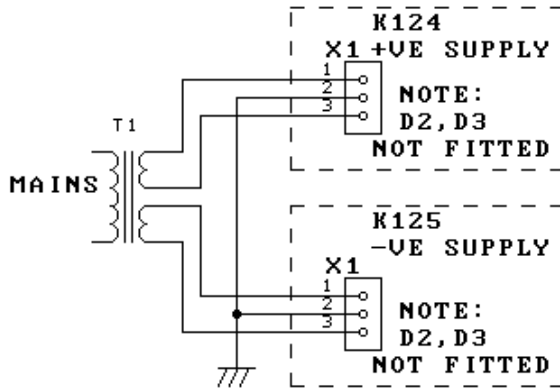 K124
X1 +VE SUPPLY
1
2
3
NOTE:
D2,D3
NOT FITTED
T1
MAINS
K125
-VE SUPPLY
X1
1
2
3
NOTE:
D2,D3
NOT FITTED